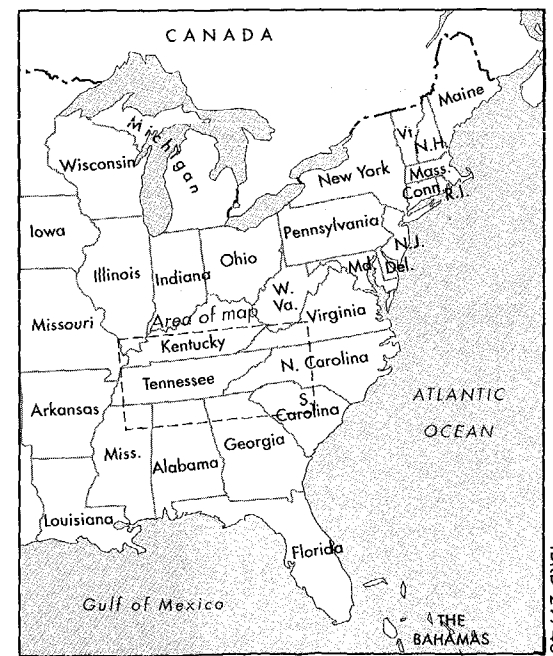 CANADA
Maine
Michigan
Vt.
N.H.
Wisconsin
New York
Mass.
Conn.
R.I.
Iowa
Pennsylvania
Ohio
N.J.
Illinois
Indiana
Md.
Del.
W.
Va.
Area of map
Virginia
Missouri
Kentucky
N. Carolina
Tennessee
ATLANTIC
OCEAN
Arkansas
S.
Carolina
Miss.
Alabama
Georgia
Louisiana
Florida
Gulf of Mexico
THE
BAHAMAS